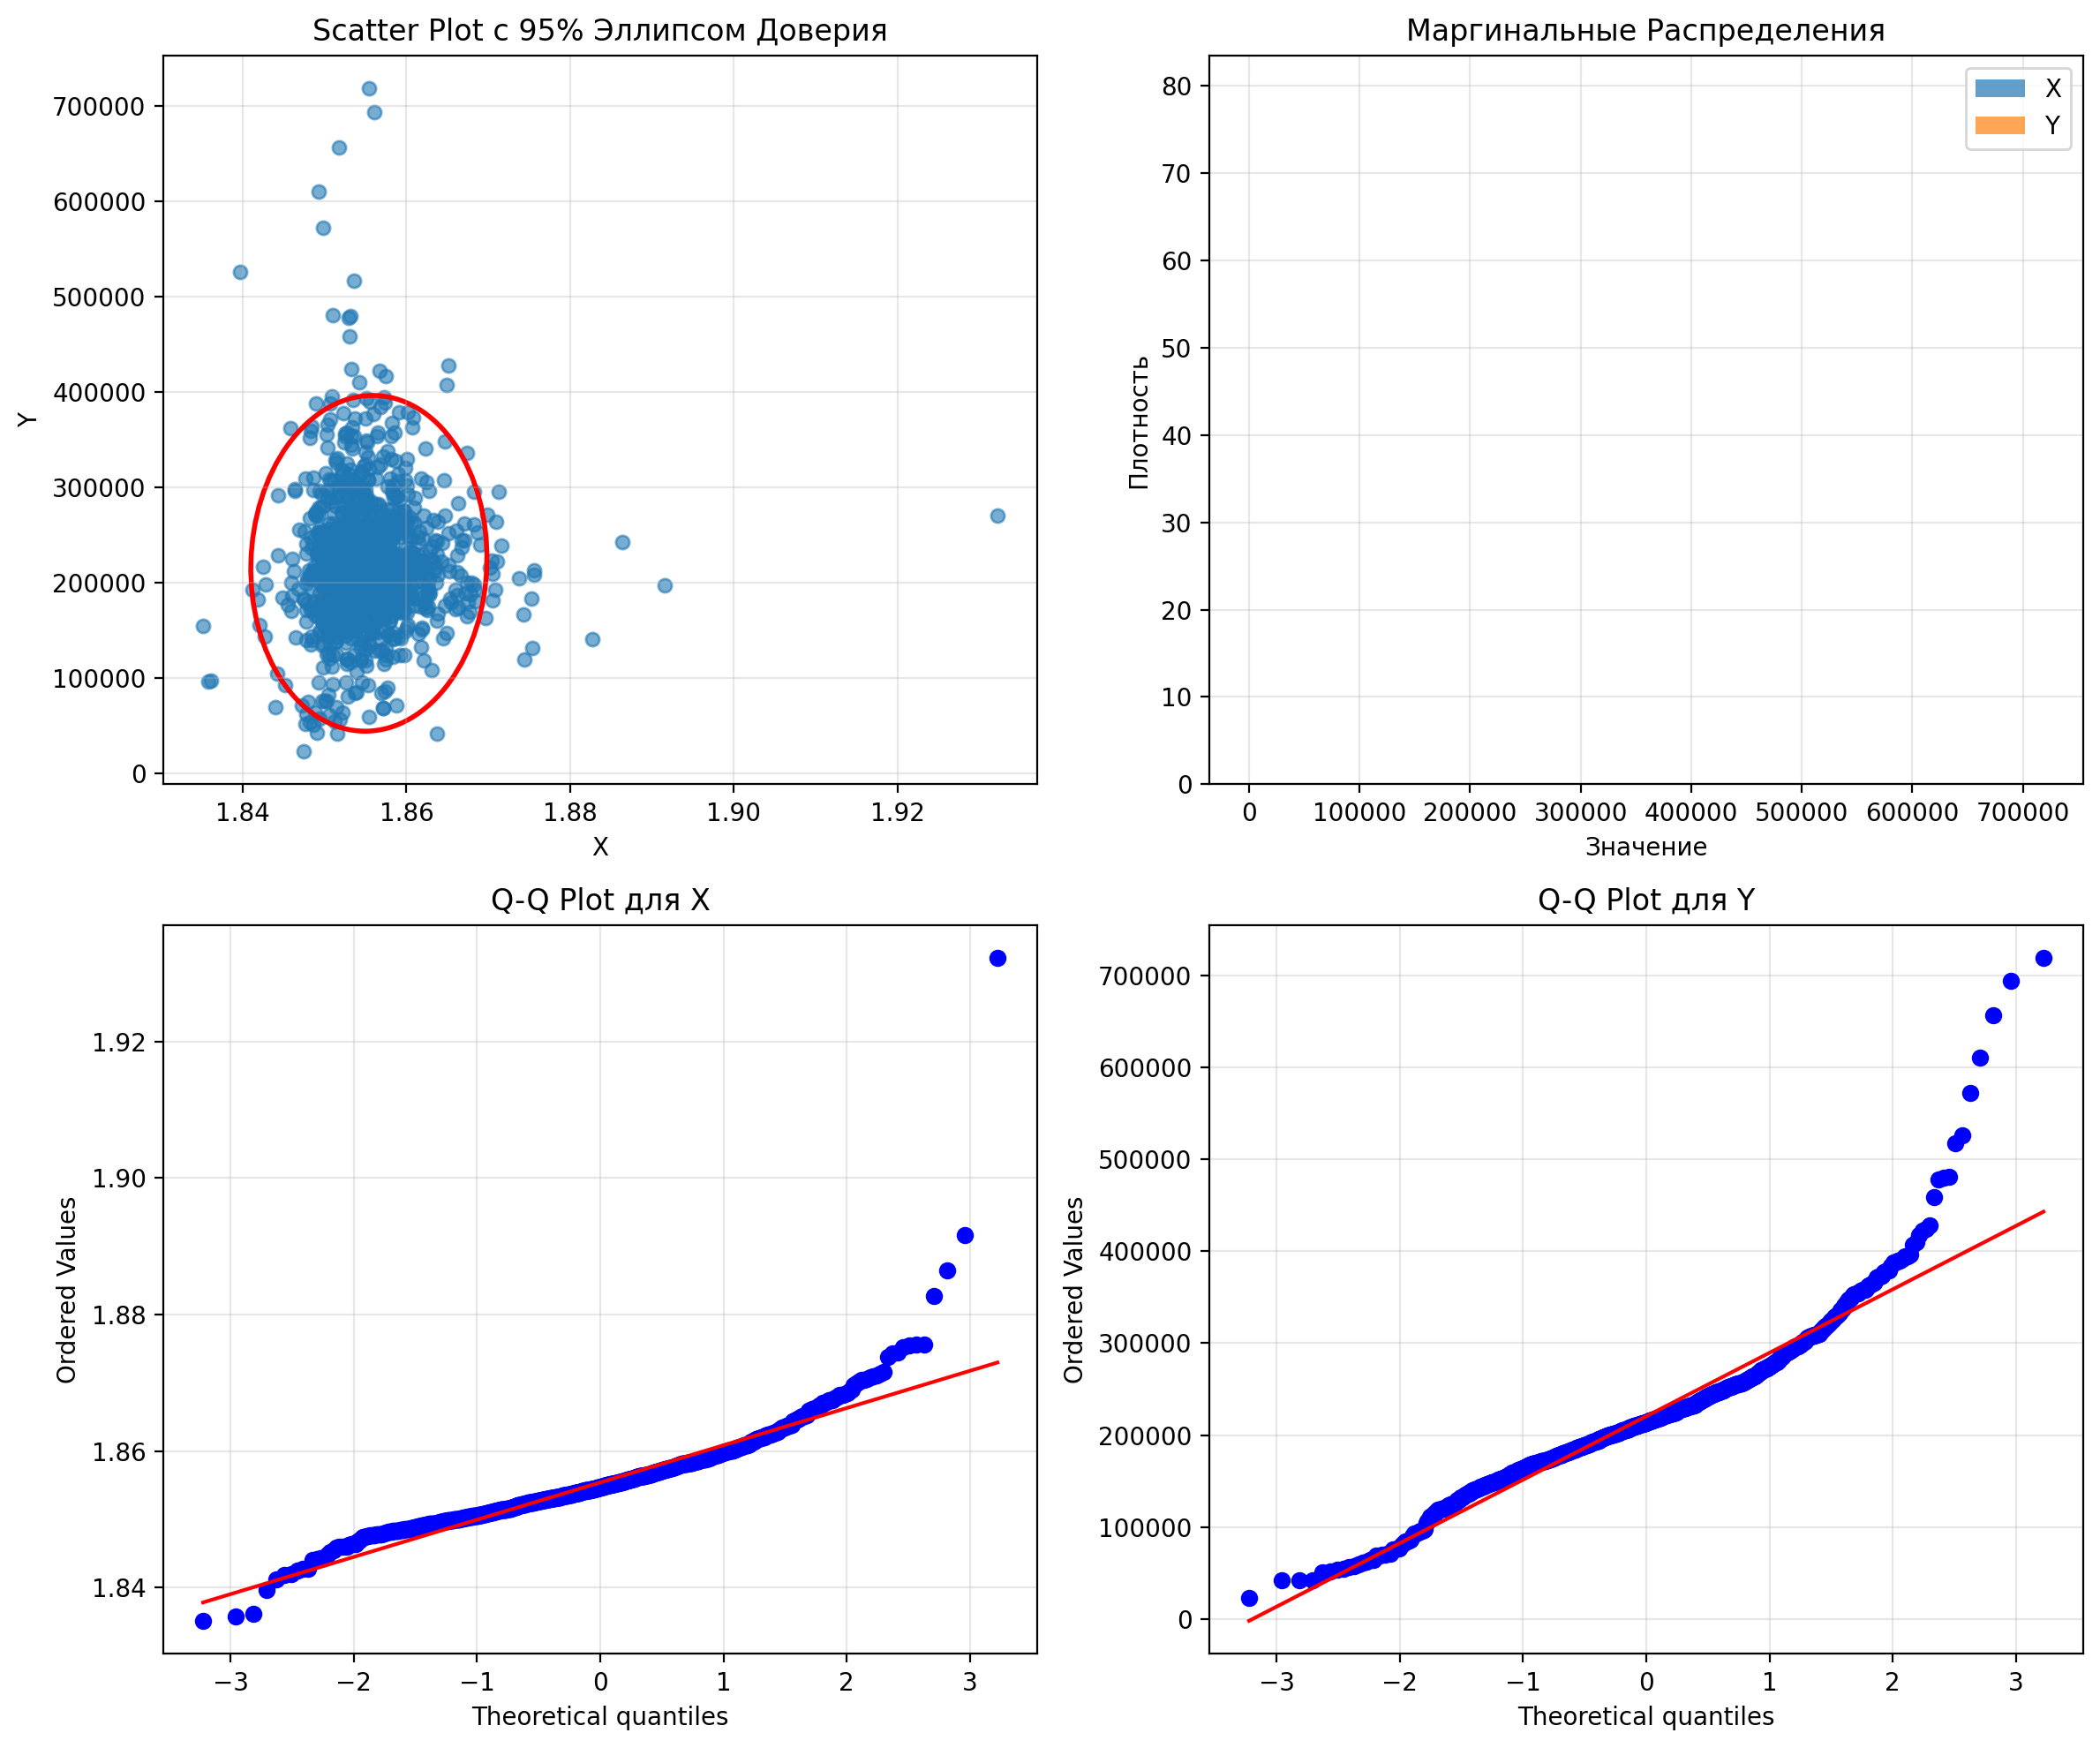 Scatter Plot с 95% Эллипсом Доверия
700000
600000
500000
400000
300000
200000
100000
0
Y
1.84 1.86 1.88 1.90 1.92
X
Маргинальные Распределения
X
Y
80
70
60
50
40
30
20
10
0
Плотность
0 100000 200000 300000 400000 500000 600000 700000
Значение
Q-Q Plot для X
1.92
1.90
1.88
1.86
1.84
Ordered Values
−3 −2 −1 0 1 2 3
Theoretical quantiles
Q-Q Plot для Y
700000
600000
500000
400000
300000
200000
100000
0
Ordered Values
−3 −2 −1 0 1 2 3
Theoretical quantiles